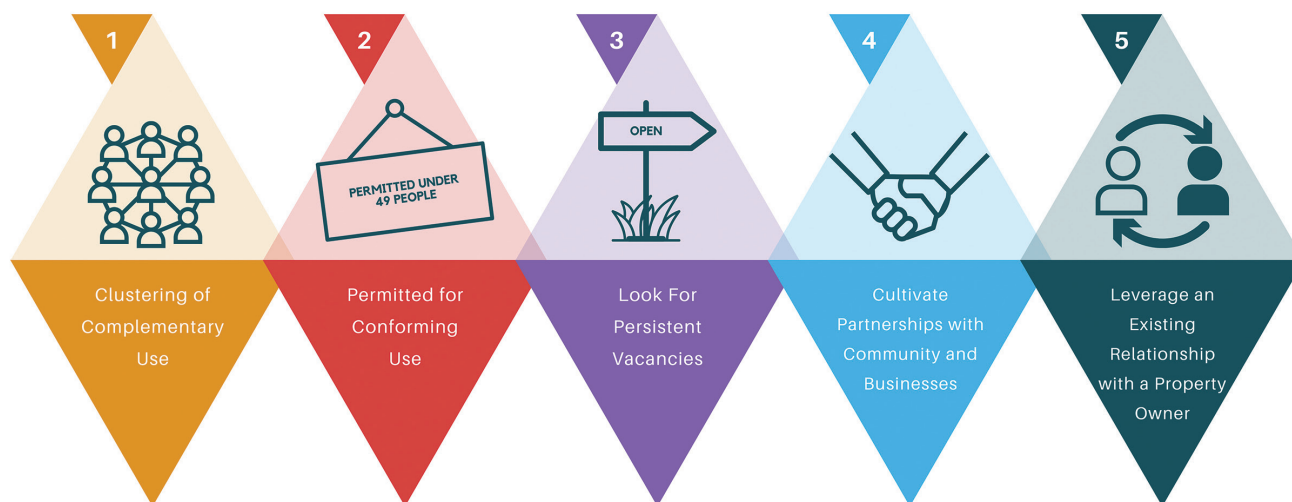 1
2
3
4
5
PERMITTED UNDER
49 PEOPLE
OPEN
Clustering of
Complementary
Use
Permitted for
Conforming
Use
Look For
Persistent
Vacancies
Cultivate
Partnerships with
Community and
Businesses
Leverage an
Existing
Relationship
with a Property
Owner